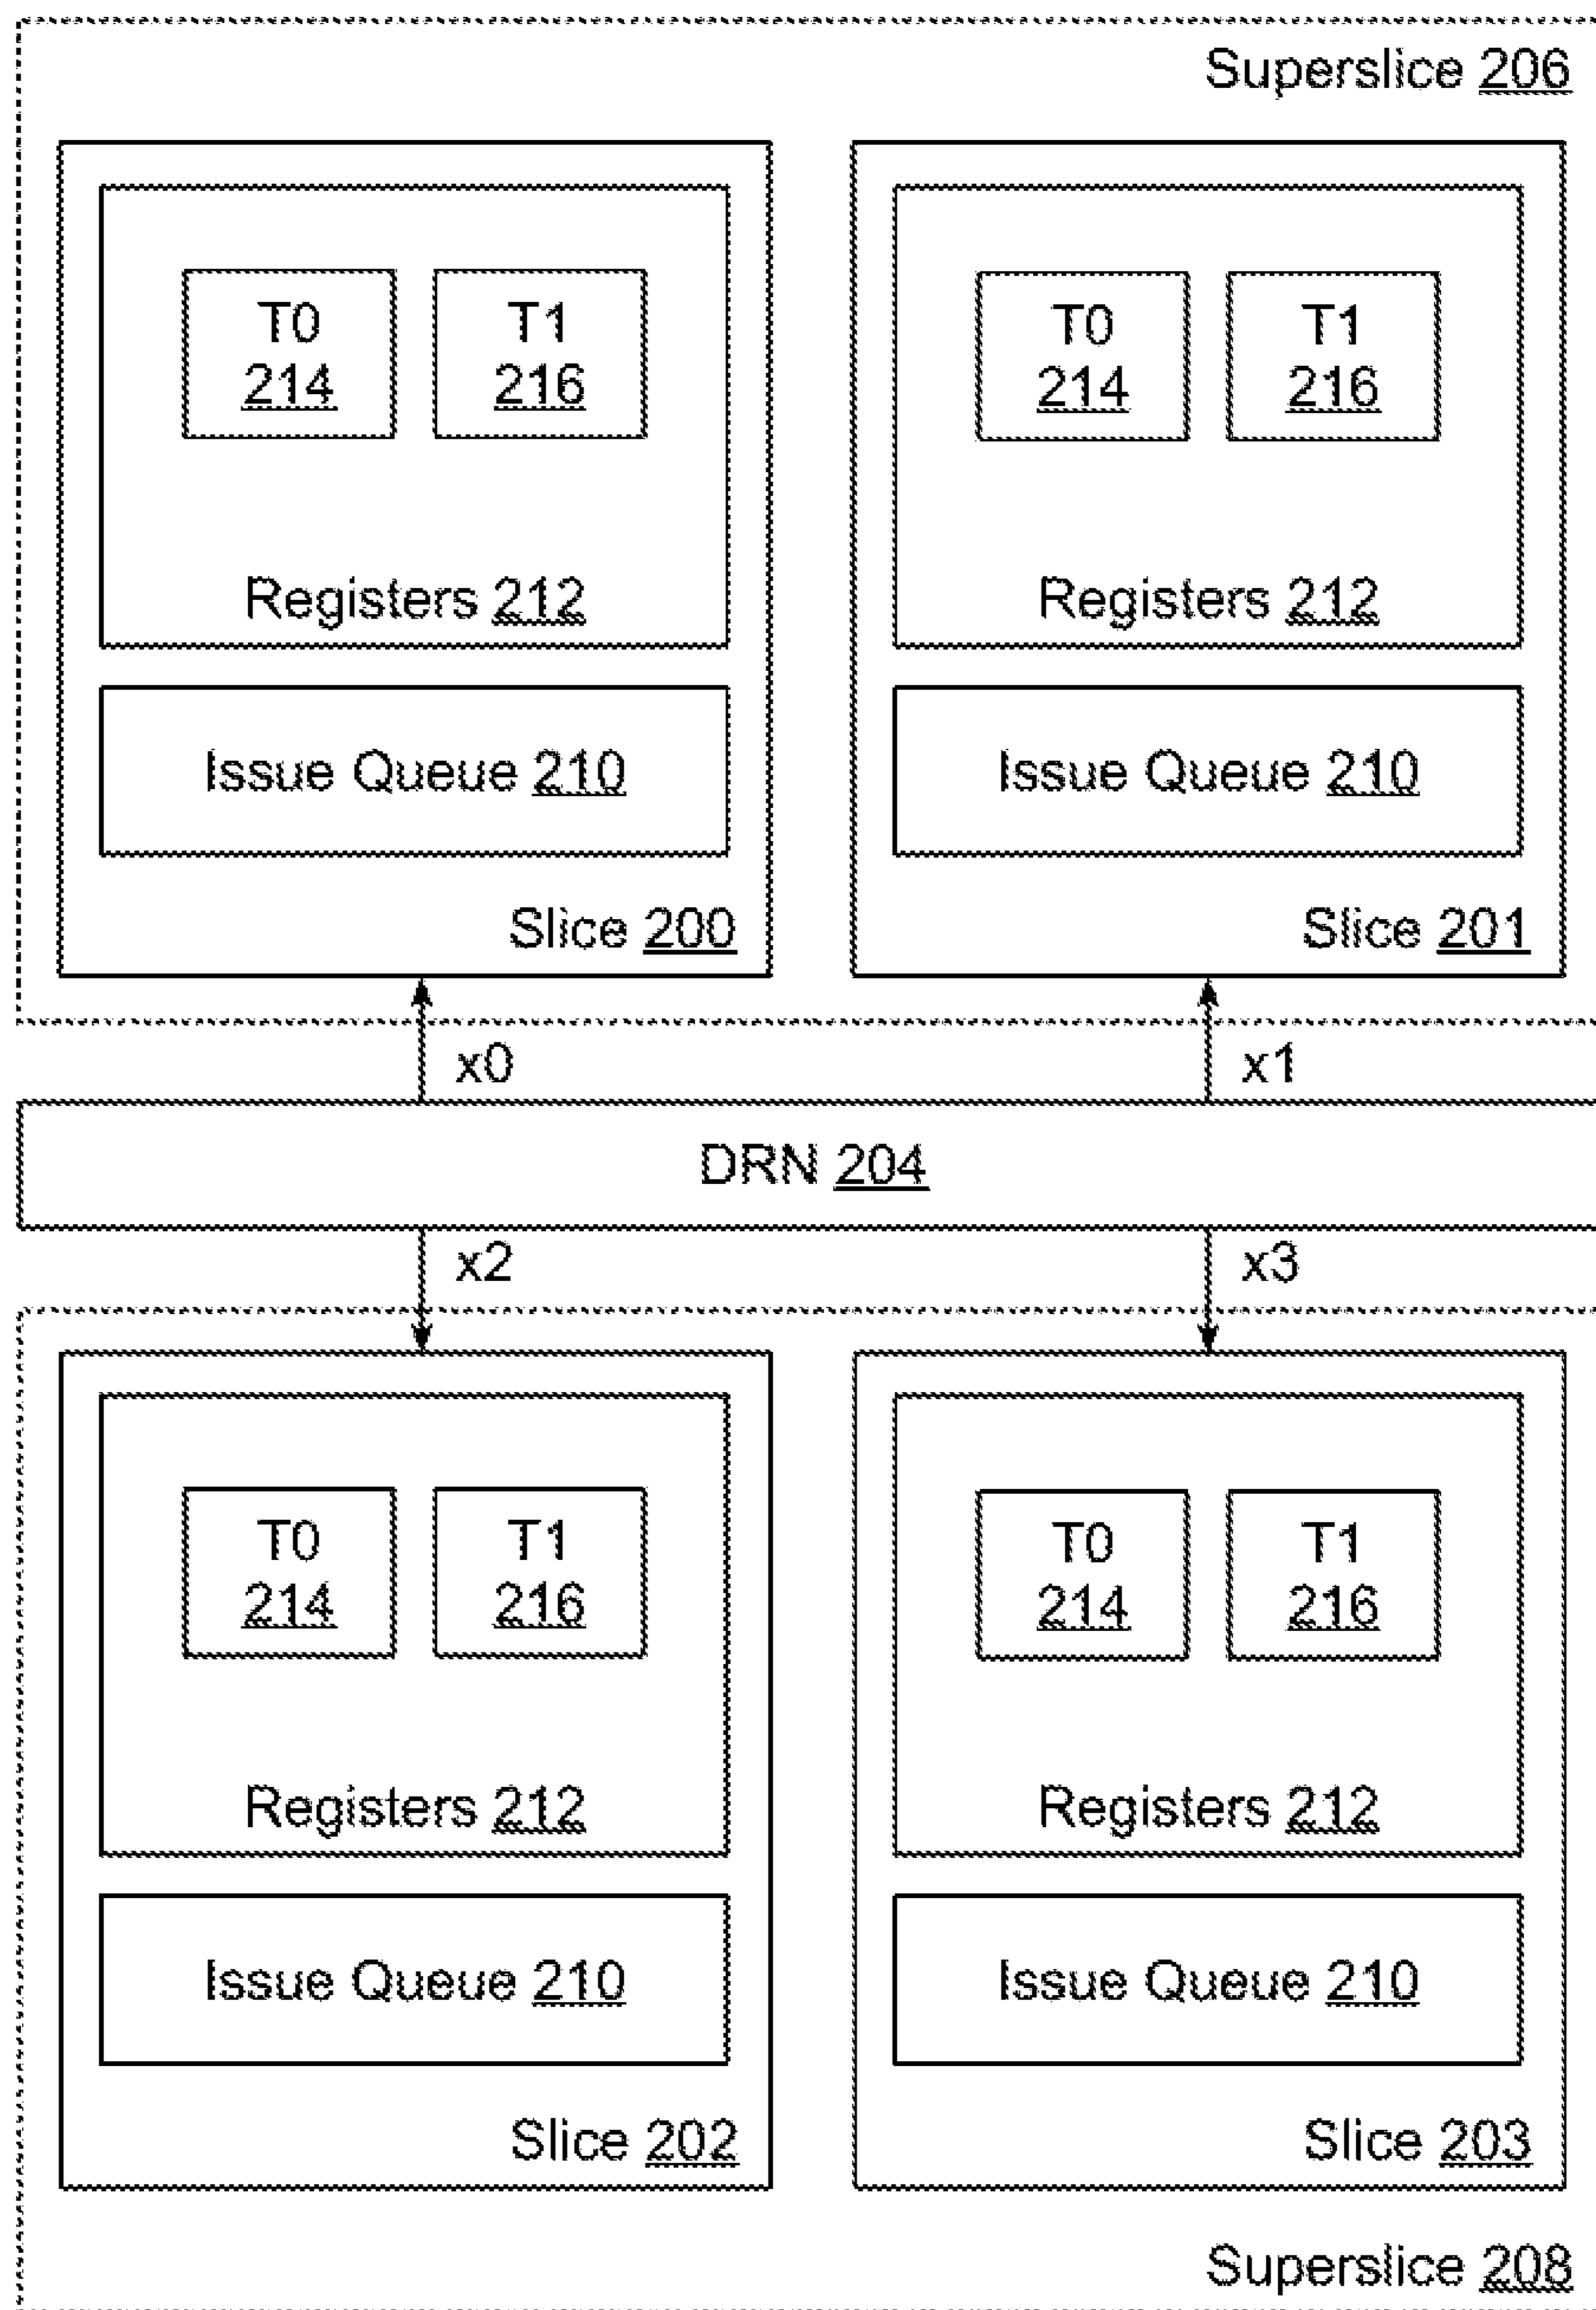 Superslice 206
T0
214
T1
216
Registers 212
Issue Queue 210
Slice 200
T0
214
T1
216
Registers 212
Issue Queue 210
Slice 201
x0
x1
DRN 204
x2
x3
T0
214
T1
216
Registers 212
Issue Queue 210
Slice 202
T0
214
T1
216
Registers 212
Issue Queue 210
Slice 203
Superslice 208